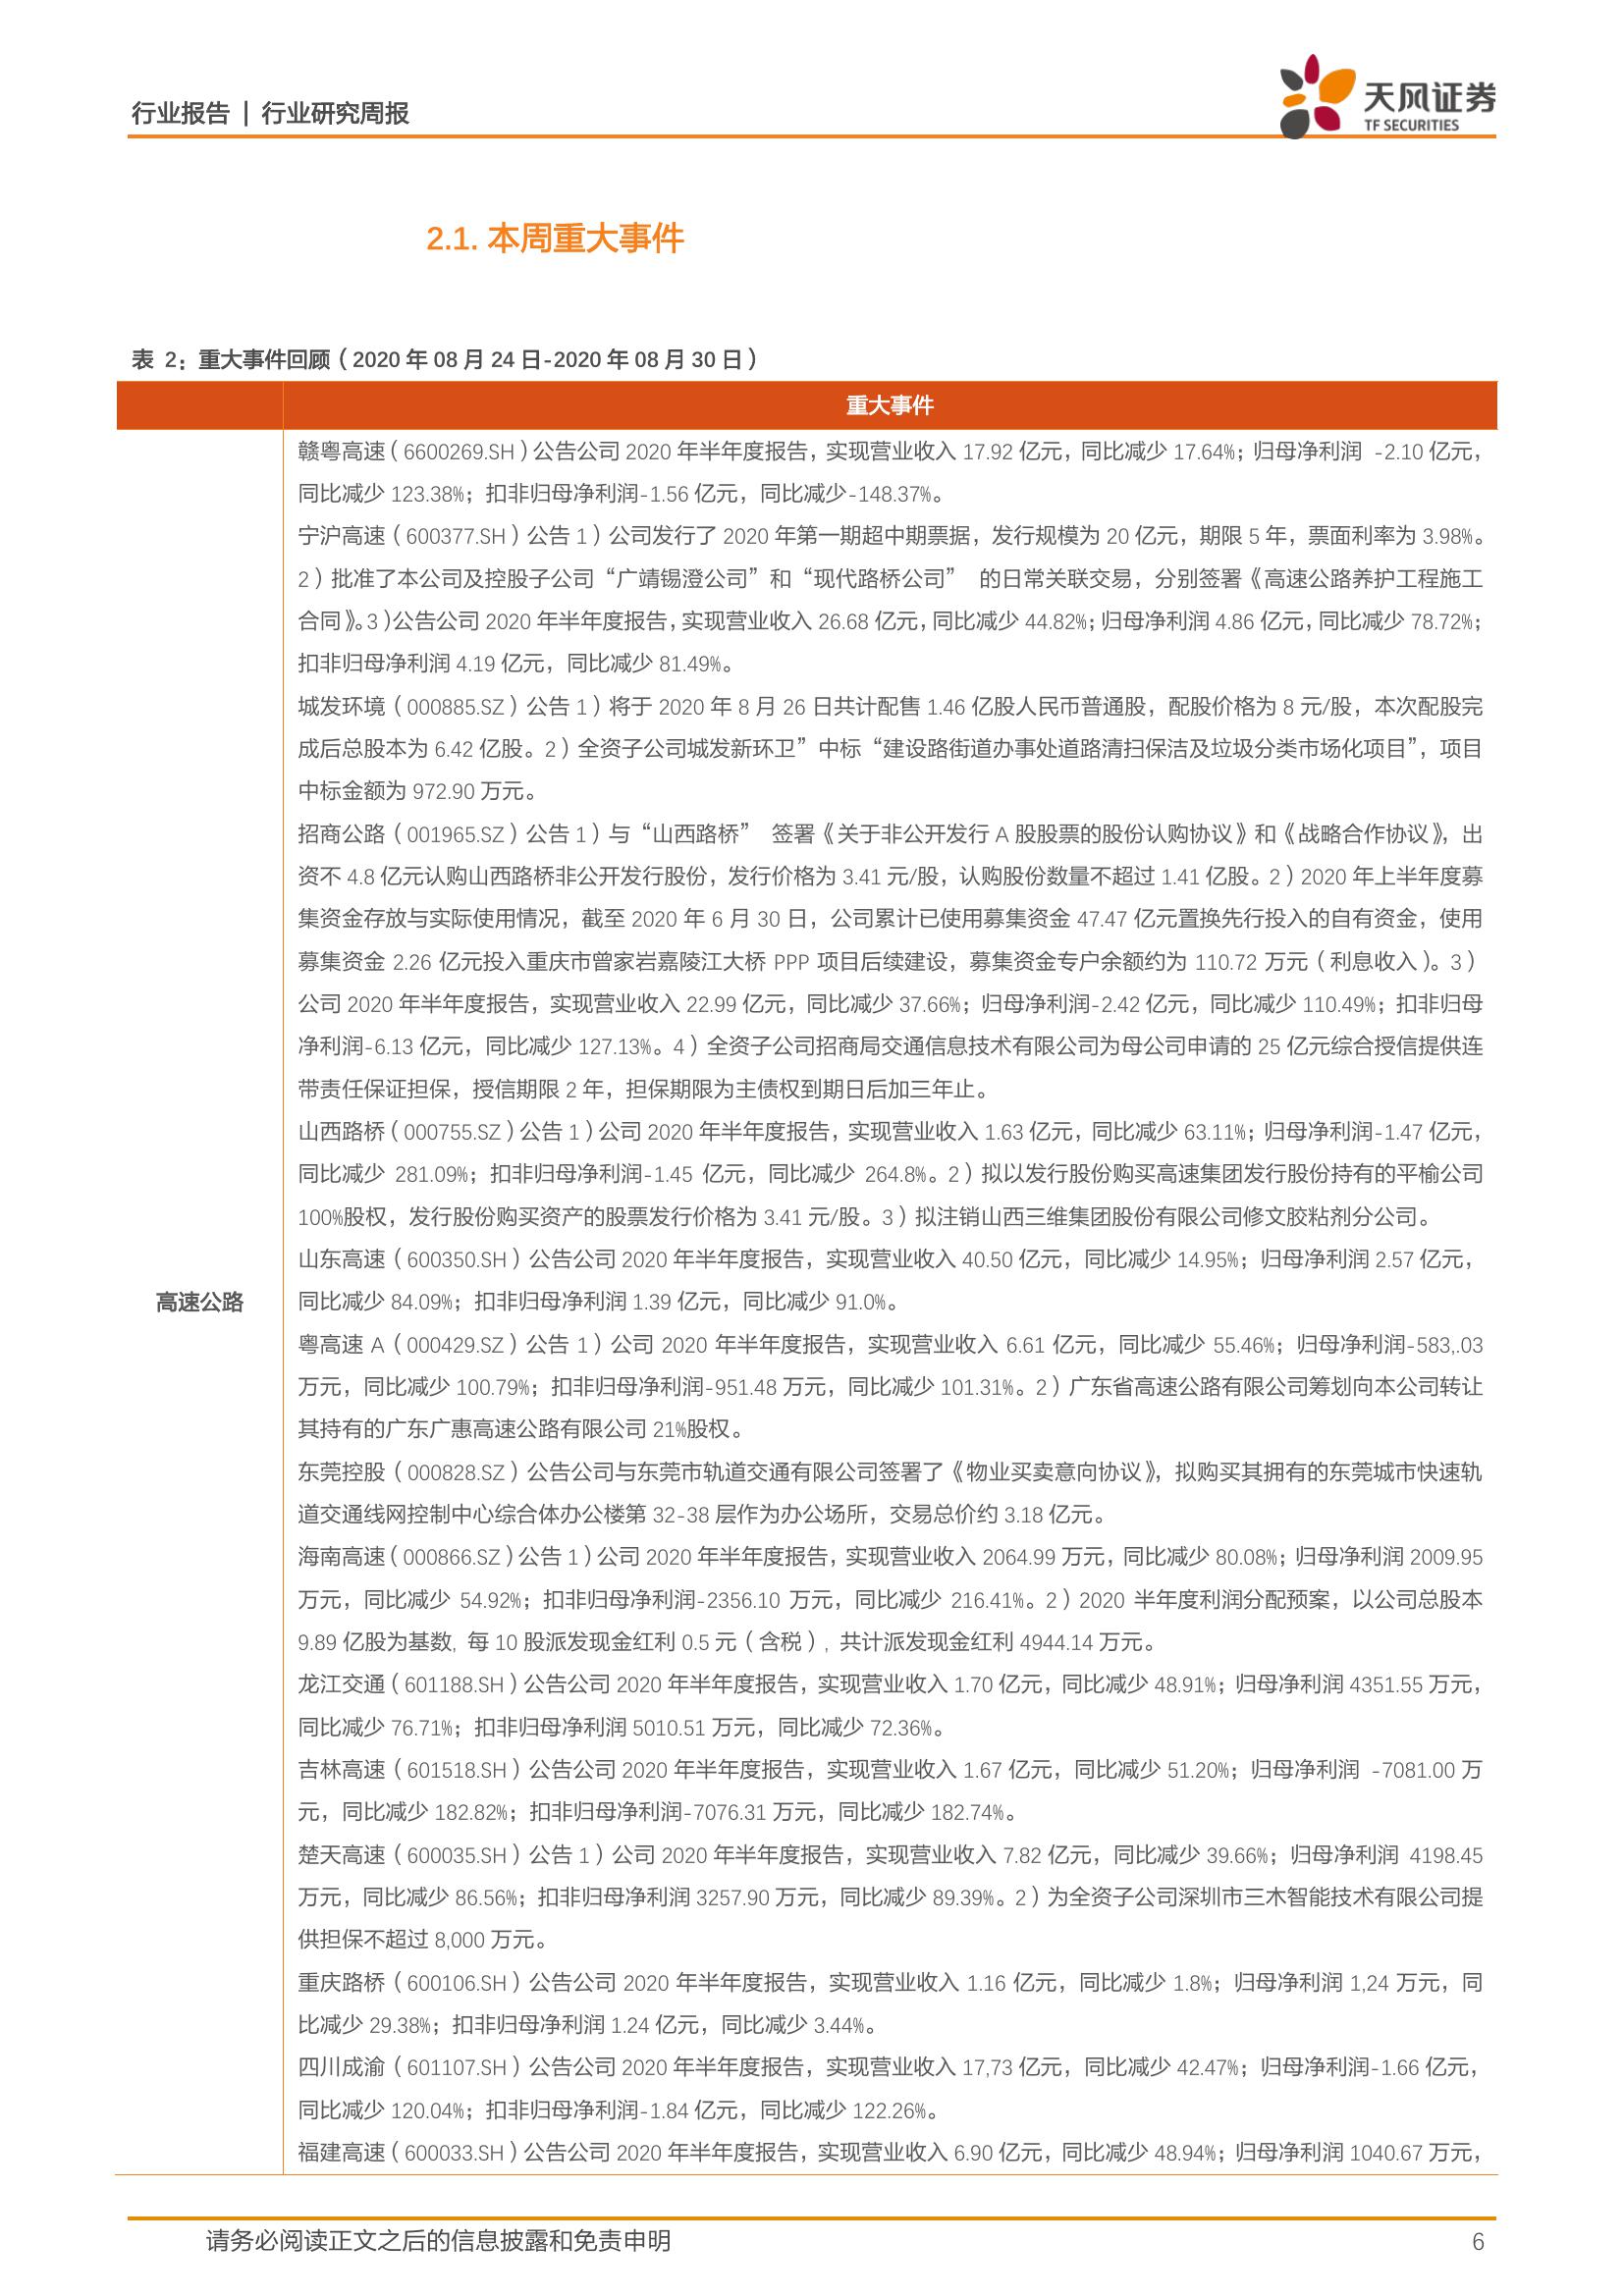 行业报告 | 行业研究周报
天风证券
TF SECURITIES
2.1. 本周重大事件
表 2：重大事件回顾（2020 年 08 月 24 日-2020 年 08 月 30 日）
重大事件
高速公路
赣粤高速（6600269.SH）公告公司 2020 年半年度报告，实现营业收入 17.92 亿元，同比减少 17.64%；归母净利润 -2.10 亿元，
同比减少 123.38%；扣非归母净利润-1.56 亿元，同比减少-148.37%。
宁沪高速（600377.SH）公告 1）公司发行了 2020 年第一期超中期票据，发行规模为 20 亿元，期限 5 年，票面利率为 3.98%。
2）批准了本公司及控股子公司“广靖锡澄公司”和“现代路桥公司” 的日常关联交易，分别签署《高速公路养护工程施工
合同》。3）公告公司 2020 年半年度报告，实现营业收入 26.68 亿元，同比减少 44.82%；归母净利润 4.86 亿元，同比减少 78.72%；
扣非归母净利润 4.19 亿元，同比减少 81.49%。
城发环境（000885.SZ）公告 1）将于 2020 年 8 月 26 日共计配售 1.46 亿股人民币普通股，配股价格为 8 元/股，本次配股完
成后总股本为 6.42 亿股。2）全资子公司城发新环卫”中标“建设路街道办事处道路清扫保洁及垃圾分类市场化项目”，项目
中标金额为 972.90 万元。
招商公路（001965.SZ）公告 1）与“山西路桥” 签署《关于非公开发行 A 股股票的股份认购协议》和《战略合作协议》，出
资不 4.8 亿元认购山西路桥非公开发行股份，发行价格为 3.41 元/股，认购股份数量不超过 1.41 亿股。2）2020 年上半年度募
集资金存放与实际使用情况，截至 2020 年 6 月 30 日，公司累计已使用募集资金 47.47 亿元置换先行投入的自有资金，使用
募集资金 2.26 亿元投入重庆市曾家岩嘉陵江大桥 PPP 项目后续建设，募集资金专户余额约为 110.72 万元（利息收入）。3）
公司 2020 年半年度报告，实现营业收入 22.99 亿元，同比减少 37.66%；归母净利润-2.42 亿元，同比减少 110.49%；扣非归母
净利润-6.13 亿元，同比减少 127.13%。4）全资子公司招商局交通信息技术有限公司为母公司申请的 25 亿元综合授信提供连
带责任保证担保，授信期限 2 年，担保期限为主债权到期日后加三年止。
山西路桥（000755.SZ）公告 1）公司 2020 年半年度报告，实现营业收入 1.63 亿元，同比减少 63.11%；归母净利润-1.47 亿元，
同比减少 281.09%；扣非归母净利润-1.45 亿元，同比减少 264.8%。2）拟以发行股份购买高速集团发行股份持有的平榆公司
100%股权，发行股份购买资产的股票发行价格为 3.41 元/股。3）拟注销山西三维集团股份有限公司修文胶粘剂分公司。
山东高速（600350.SH）公告公司 2020 年半年度报告，实现营业收入 40.50 亿元，同比减少 14.95%；归母净利润 2.57 亿元，
同比减少 84.09%；扣非归母净利润 1.39 亿元，同比减少 91.0%。
粤高速 A（000429.SZ）公告 1）公司 2020 年半年度报告，实现营业收入 6.61 亿元，同比减少 55.46%；归母净利润-583,.03
万元，同比减少 100.79%；扣非归母净利润-951.48 万元，同比减少 101.31%。2）广东省高速公路有限公司筹划向本公司转让
其持有的广东广惠高速公路有限公司 21%股权。
东莞控股（000828.SZ）公告公司与东莞市轨道交通有限公司签署了《物业买卖意向协议》，拟购买其拥有的东莞城市快速轨
道交通线网控制中心综合体办公楼第 32-38 层作为办公场所，交易总价约 3.18 亿元。
海南高速（000866.SZ）公告 1）公司 2020 年半年度报告，实现营业收入 2064.99 万元，同比减少 80.08%；归母净利润 2009.95
万元，同比减少 54.92%；扣非归母净利润-2356.10 万元，同比减少 216.41%。2）2020 半年度利润分配预案，以公司总股本
9.89 亿股为基数, 每 10 股派发现金红利 0.5 元（含税）, 共计派发现金红利 4944.14 万元。
龙江交通（601188.SH）公告公司 2020 年半年度报告，实现营业收入 1.70 亿元，同比减少 48.91%；归母净利润 4351.55 万元，
同比减少 76.71%；扣非归母净利润 5010.51 万元，同比减少 72.36%。
吉林高速（601518.SH）公告公司 2020 年半年度报告，实现营业收入 1.67 亿元，同比减少 51.20%；归母净利润 -7081.00 万
元，同比减少 182.82%；扣非归母净利润-7076.31 万元，同比减少 182.74%。
楚天高速（600035.SH）公告 1）公司 2020 年半年度报告，实现营业收入 7.82 亿元，同比减少 39.66%；归母净利润 4198.45
万元，同比减少 86.56%；扣非归母净利润 3257.90 万元，同比减少 89.39%。2）为全资子公司深圳市三木智能技术有限公司提
供担保不超过 8,000 万元。
重庆路桥（600106.SH）公告公司 2020 年半年度报告，实现营业收入 1.16 亿元，同比减少 1.8%；归母净利润 1,24 万元，同
比减少 29.38%；扣非归母净利润 1.24 亿元，同比减少 3.44%。
四川成渝（601107.SH）公告公司 2020 年半年度报告，实现营业收入 17,73 亿元，同比减少 42.47%；归母净利润-1.66 亿元，
同比减少 120.04%；扣非归母净利润-1.84 亿元，同比减少 122.26%。
福建高速（600033.SH）公告公司 2020 年半年度报告，实现营业收入 6.90 亿元，同比减少 48.94%；归母净利润 1040.67 万元，
请务必阅读正文之后的信息披露和免责申明
6